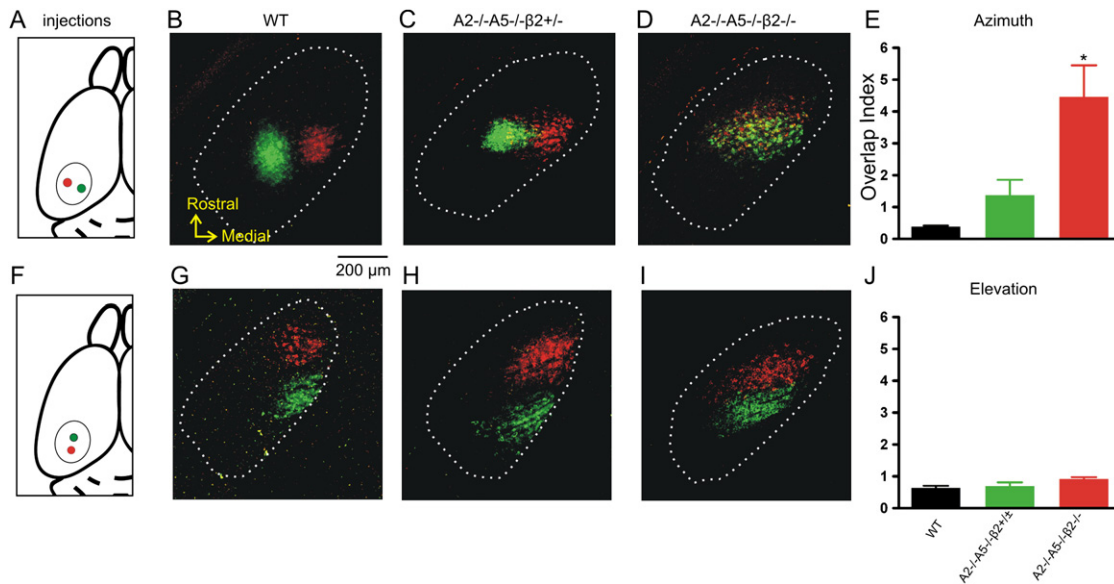 A injections
B WT
C A2-/-A5-/-β2+/-
D A2-/-A5-/-β2-/-
E Azimuth
Overlap Index
6
5
4
3
2
1
0
*
Rostral
Medial
200 µm
F
G
H
I
J Elevation
6
5
4
3
2
1
0
WT
A2-/-A5-/-β2+/±
A2-/-A5-/-β2-/-